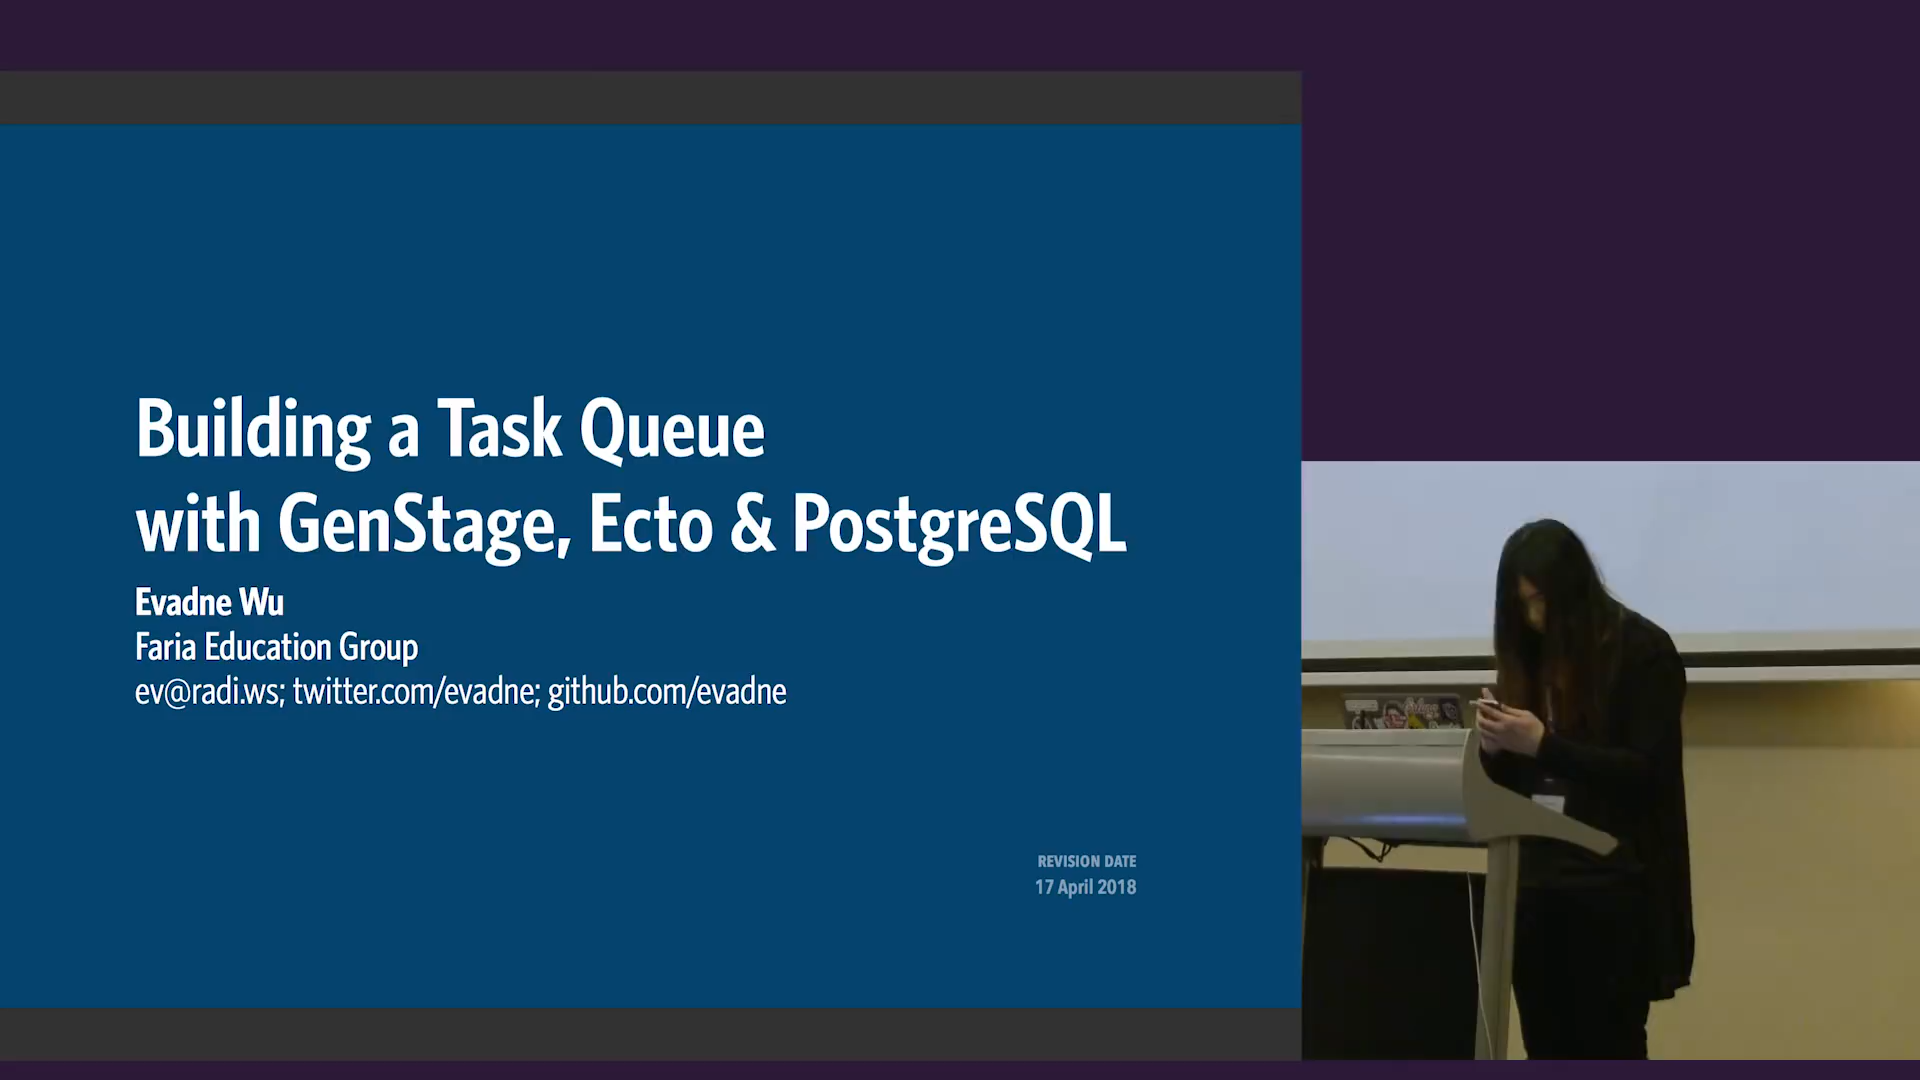 Building a Task Queue
with GenStage, Ecto & PostgreSQL
Evadne Wu
Faria Education Group
ev@radi.ws; twitter.com/evadne; github.com/evadne
REVISION DATE
17 April 2018